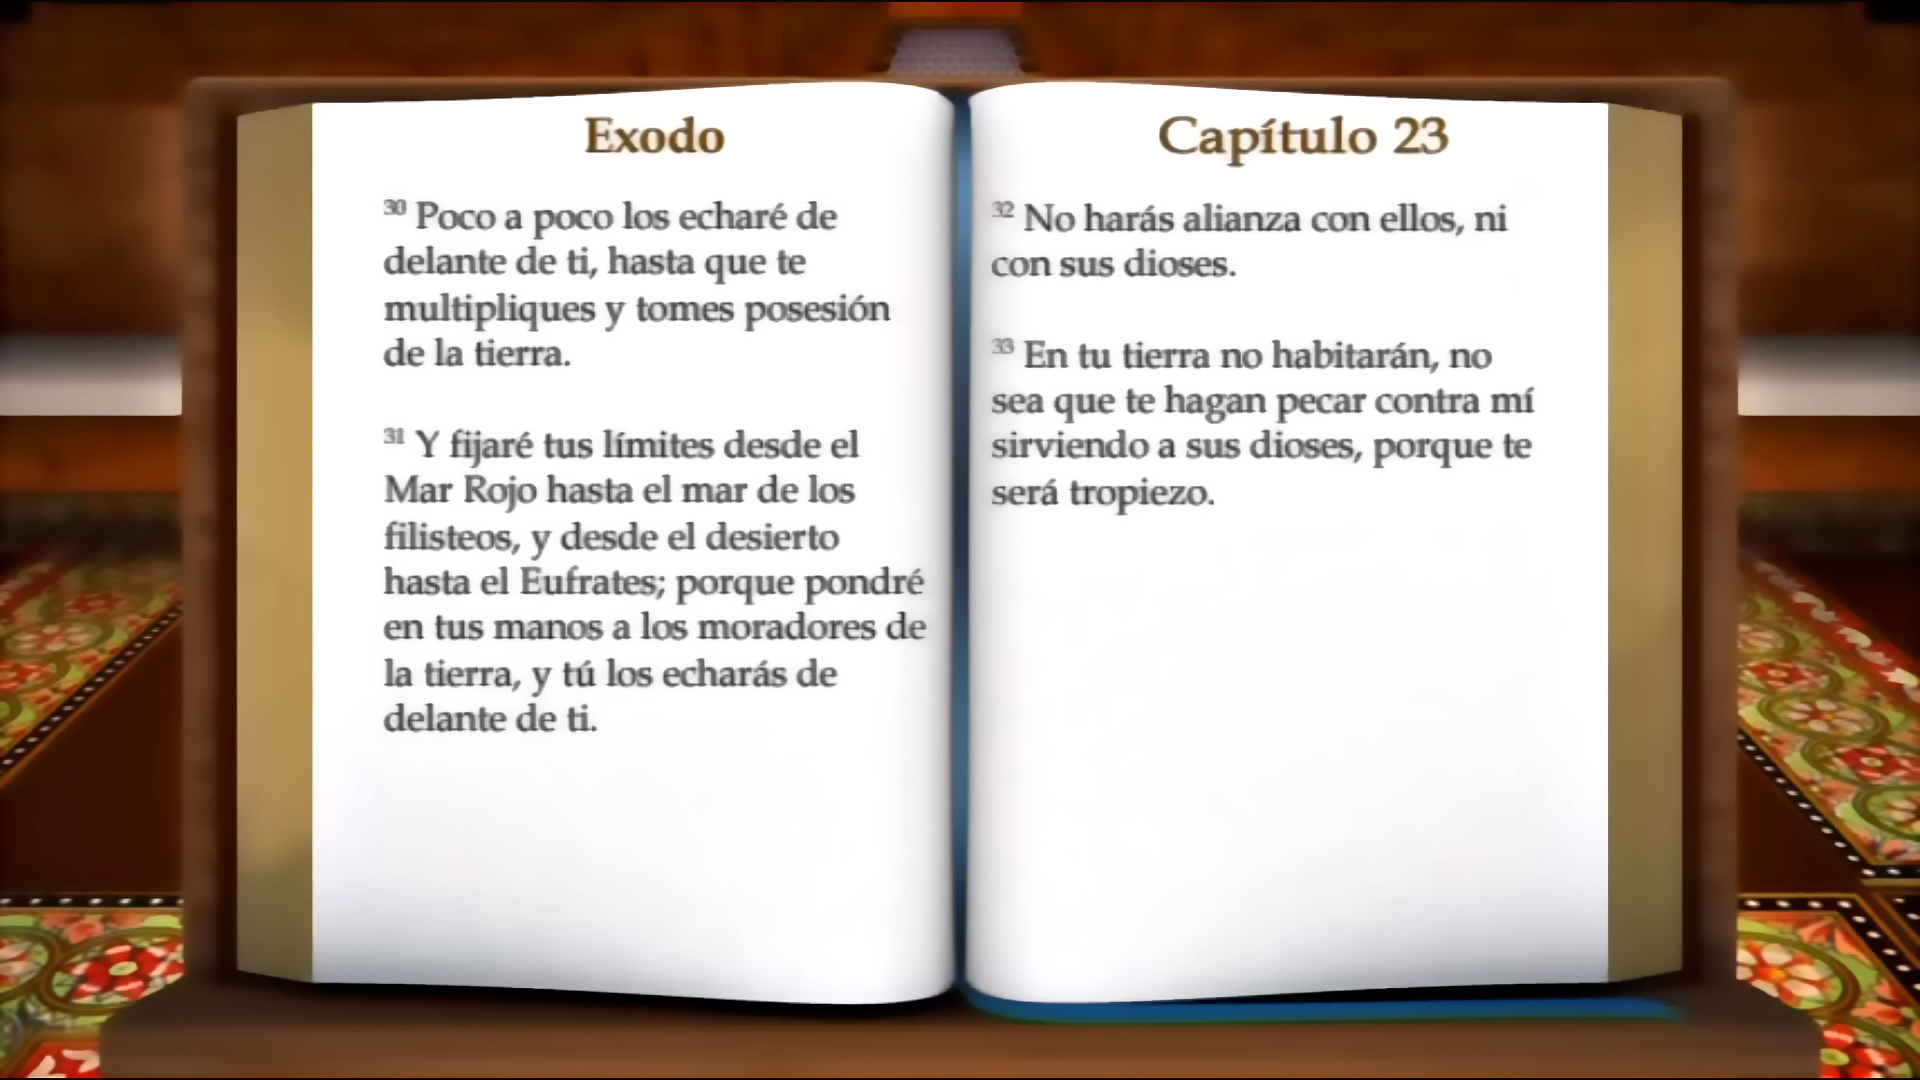 Exodo
30 Poco a poco los echaré de
delante de ti, hasta que te
multipliques y tomes posesión
de la tierra.
31 Y fijaré tus límites desde el
Mar Rojo hasta el mar de los
filisteos, y desde el desierto
hasta el Eufrates; porque pondré
en tus manos a los moradores de
la tierra, y tú los echarás de
delante de ti.
Capítulo 23
32 No harás alianza con ellos, ni
con sus dioses.
33 En tu tierra no habitarán, no
sea que te hagan pecar contra mí
sirviendo a sus dioses, porque te
será tropiezo.